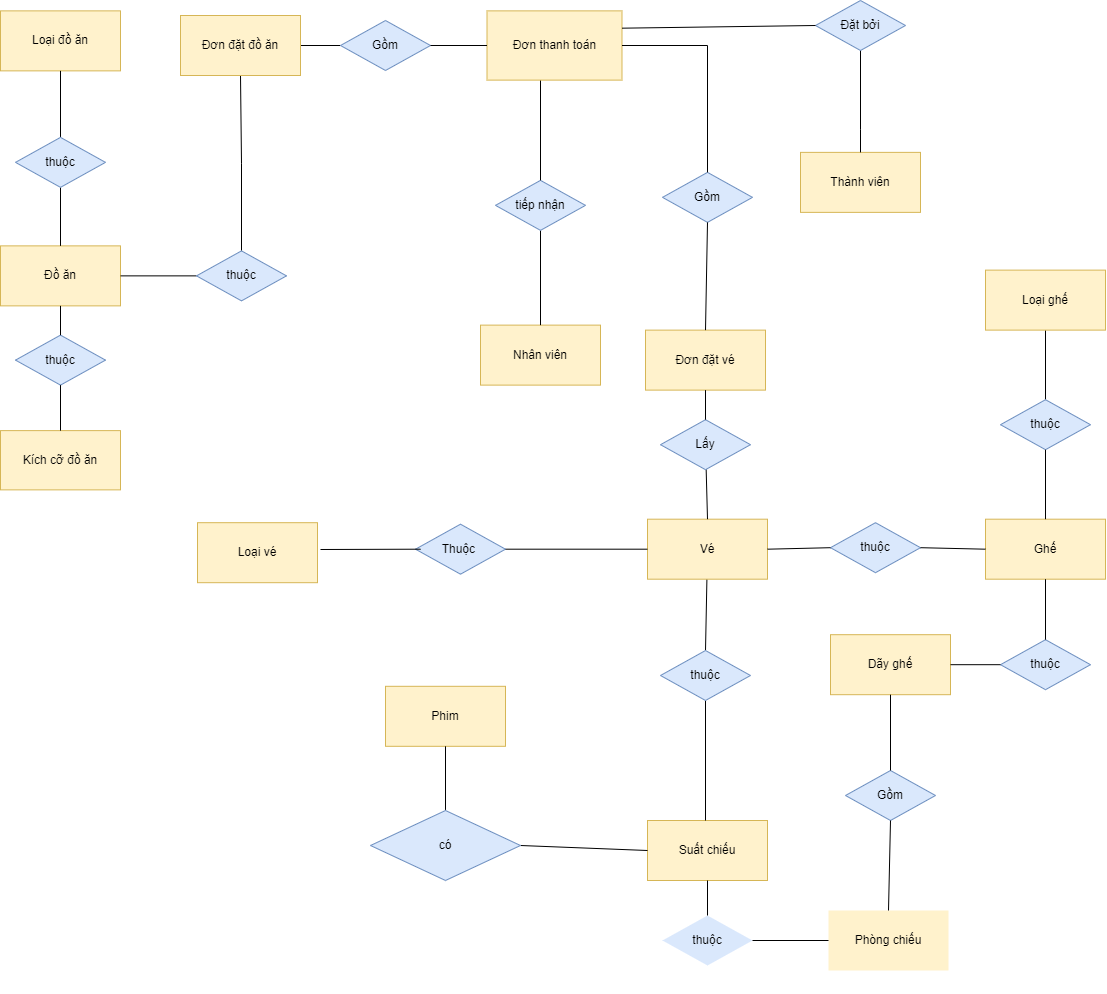 Loại đồ ăn
Đơn đặt đồ ăn
Gồm
Đơn thanh toán
Đặt bởi
thuộc
tiếp nhận
Gồm
Thành viên
Đồ ăn
thuộc
Loại ghế
thuộc
Nhân viên
Đơn đặt vé
Kích cỡ đồ ăn
Lấy
thuộc
Loại vé
Thuộc
Vé
thuộc
Ghế
thuộc
Dãy ghế
thuộc
Phim
Gồm
có
Suất chiếu
thuộc
Phòng chiếu